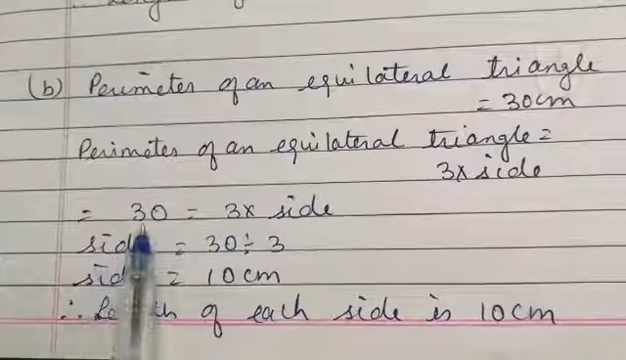 (b) Perimeter of an equilateral triangle
= 30cm
Perimeter of an equilateral triangle =
3x side
= 30 = 3x side
= 30 ÷ 3
= 10cm
∴ of each side is 10cm